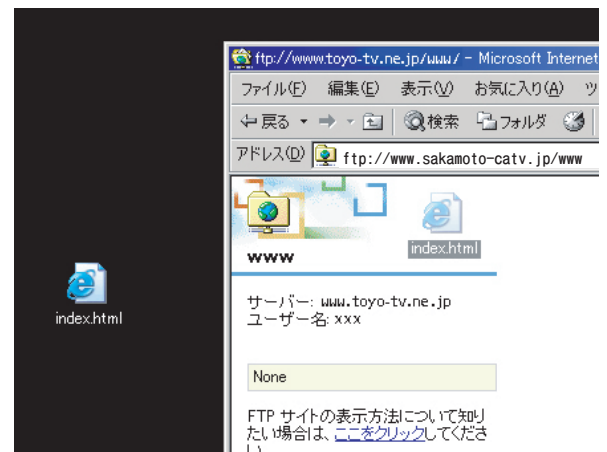 ftp://www.toyo-tv.ne.jp/www/ - Microsoft Internet
ファイル(F) 編集(E) 表示(V) お気に入り(A) ツ
戻る 検索 フォルダ
アドレス(D) ftp://www.sakamoto-catv.jp/www
index.html
www
index.html
サーバー: www.toyo-tv.ne.jp
ユーザー名: xxx
None
FTP サイトの表示方法について知り
たい場合は、ここをクリックしてくださ
い